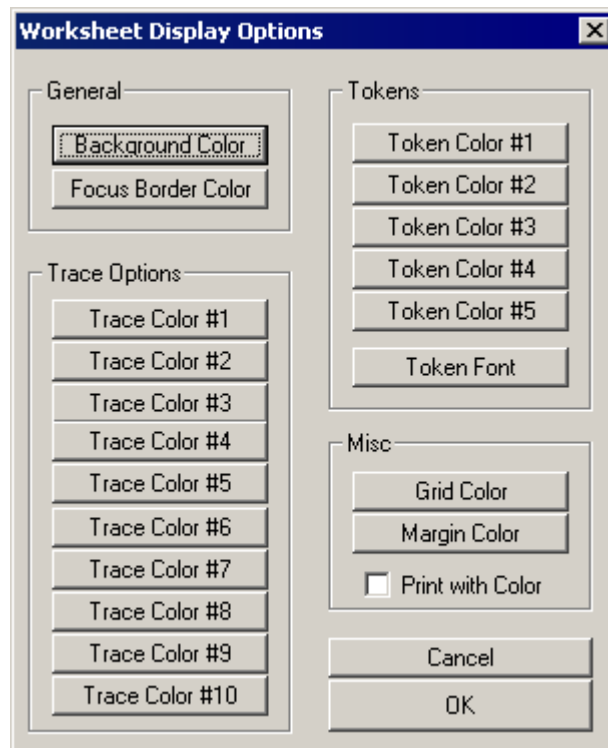 Worksheet Display Options
General
Background Color
Focus Border Color
Trace Options
Trace Color #1
Trace Color #2
Trace Color #3
Trace Color #4
Trace Color #5
Trace Color #6
Trace Color #7
Trace Color #8
Trace Color #9
Trace Color #10
Tokens
Token Color #1
Token Color #2
Token Color #3
Token Color #4
Token Color #5
Token Font
Misc
Grid Color
Margin Color
Print with Color
Cancel
OK